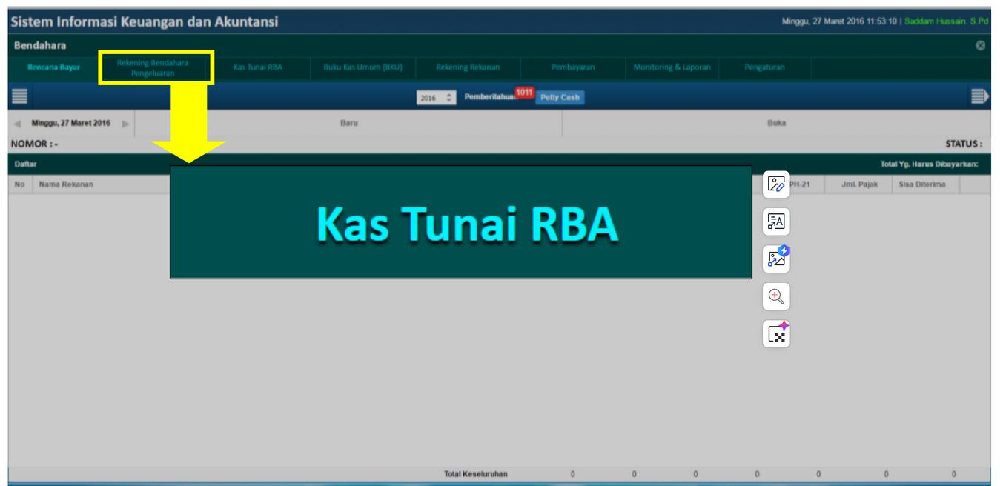 Sistem Informasi Keuangan dan Akuntansi
Minggu, 27 Maret 2016 11:53:10 | Saddam Hussain. S.Pd
Bendahara
Rencana Bayar
Rekening Bendahara
Pengeluaran
Kas Tunai RBA
Buku Kas Umum (BKU)
Rekening Rekanan
Pembayaran
Monitoring & Laporan
Pengaturan
2016
Pemberitahua
1011
Petty Cash
Minggu, 27 Maret 2016
Baru
Buka
NOMOR : -
STATUS :
Daftar
Total Yg. Harus Dibayarkan:
No
Nama Rekanan
PH-21
Jml. Pajak
Sisa Diterima
Kas Tunai RBA
Total Keseluruhan 0 0 0 0 0 0 0